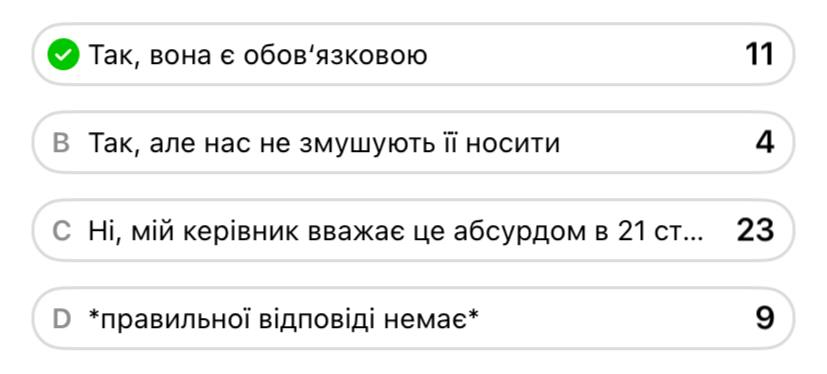 Так, вона є обов‘язковою 11
B Так, але нас не змушують її носити 4
C Ні, мій керівник вважає це абсурдом в 21 ст... 23
D *правильної відповіді немає* 9